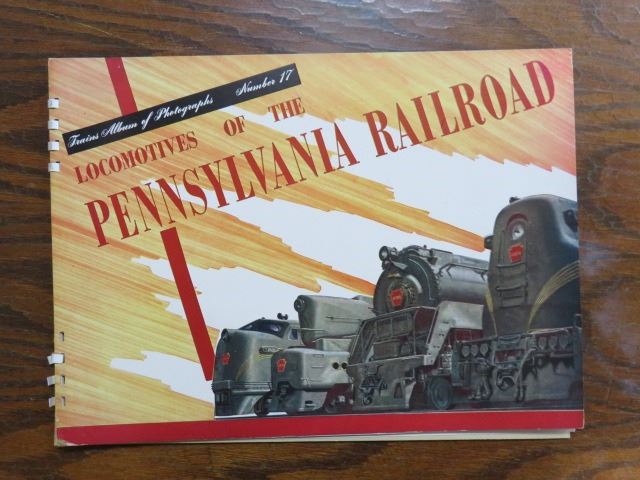 Trains Album of Photographs Number 17
LOCOMOTIVES OF THE
PENNSYLVANIA RAILROAD